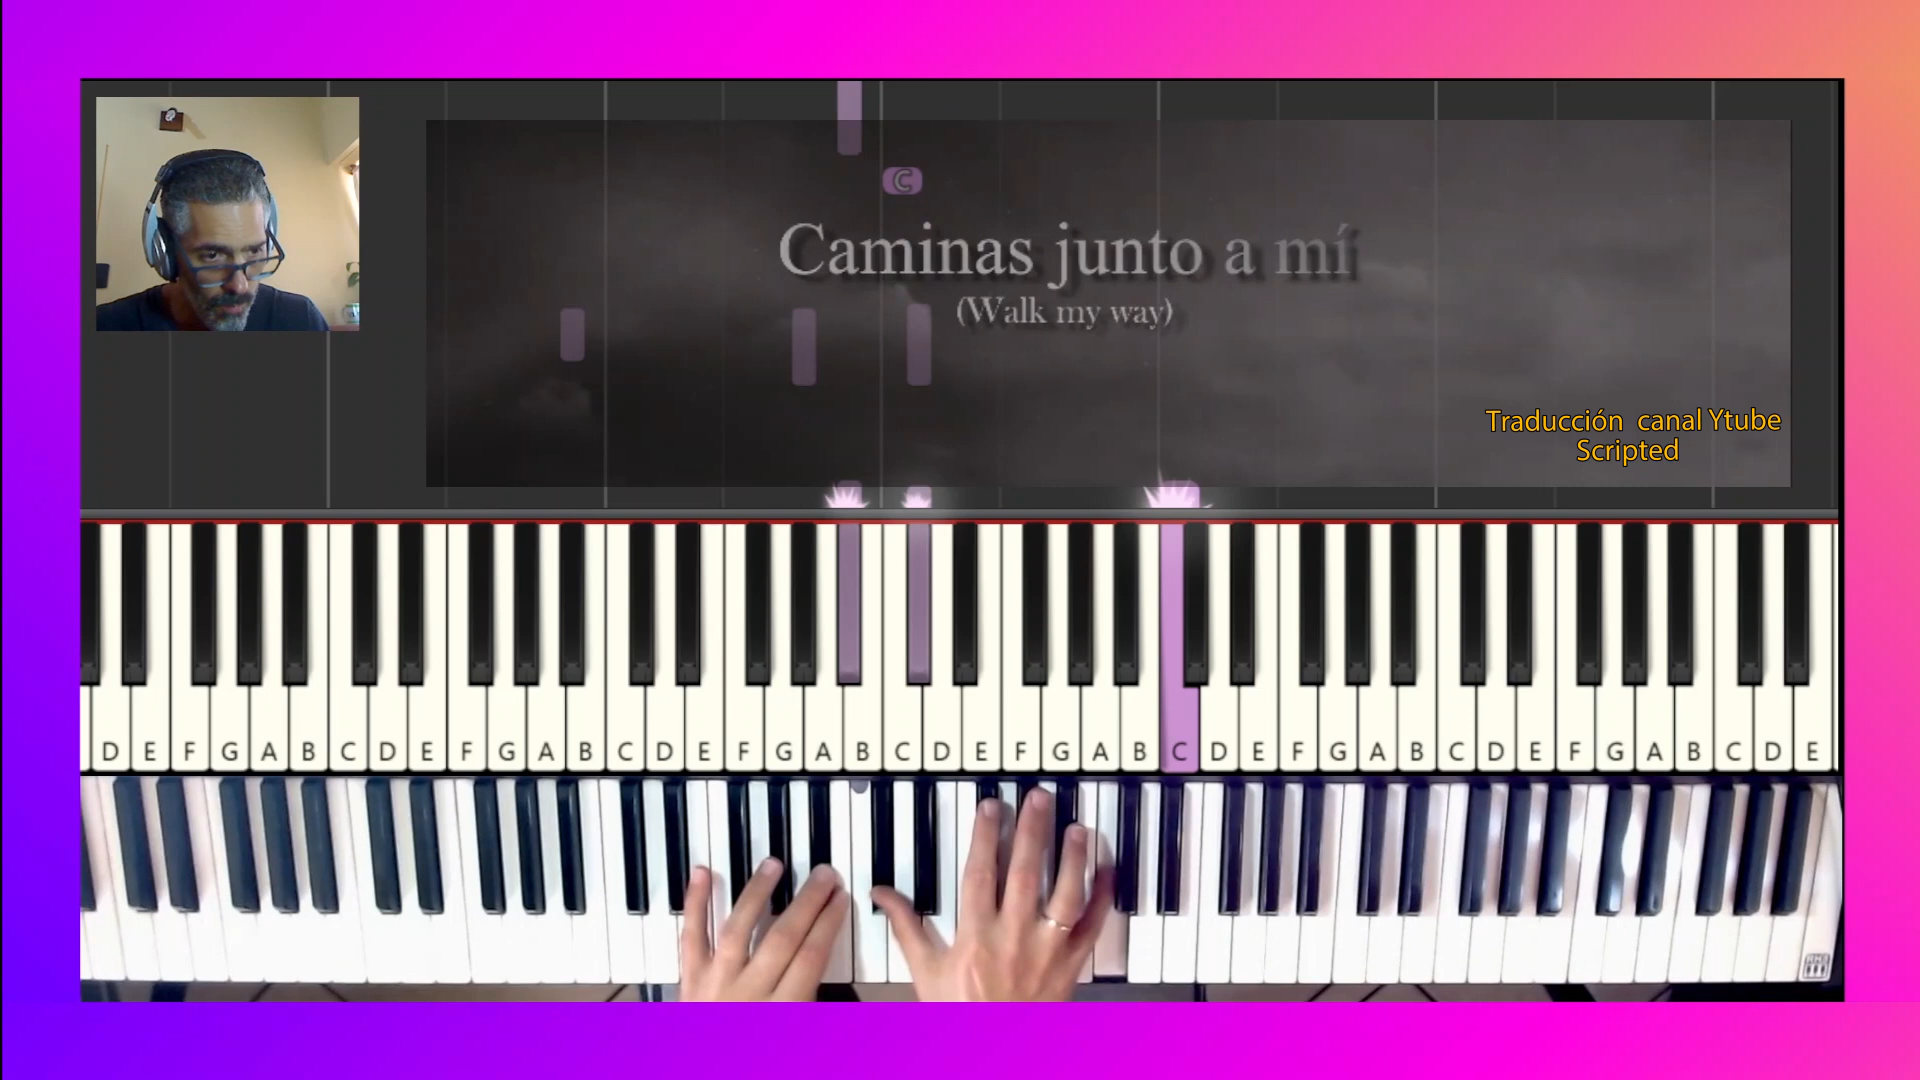 C
Caminas junto a mí
(Walk my way)
Traducción canal Ytube
Scripted
D E F G A B C D E F G A B C D E F G A B C D E F G A B C D E F G A B C D E F G A B C D E